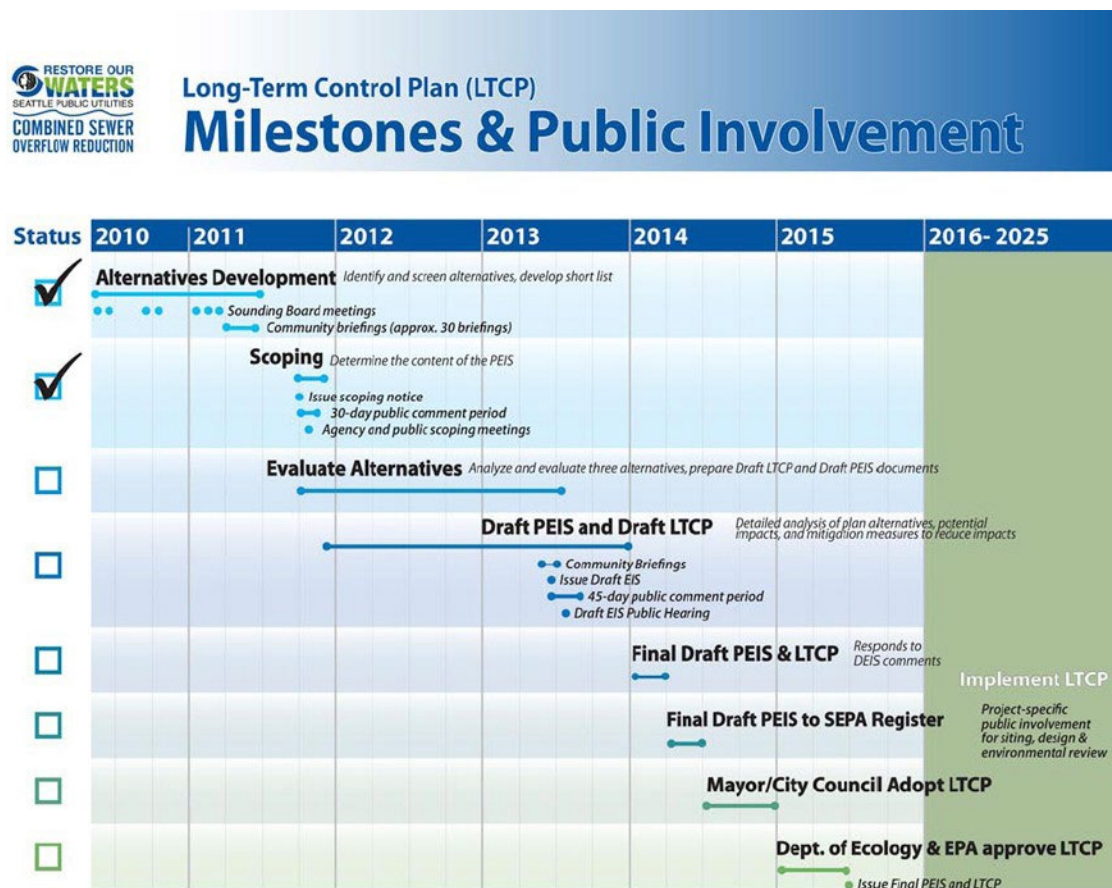 RESTORE OUR
WATERS
SEATTLE PUBLIC UTILITIES
COMBINED SEWER
OVERFLOW REDUCTION
Long-Term Control Plan (LTCP)
Milestones & Public Involvement
Status 2010 2011 2012 2013 2014 2015 2016-2025
Alternatives Development Identify and screen alternatives, develop short list
Sounding Board meetings
Community briefings (approx. 30 briefings)
Scoping Determine the content of the PEIS
Issue scoping notice
30-day public comment period
Agency and public scoping meetings
Evaluate Alternatives Analyze and evaluate three alternatives, prepare Draft LTCP and Draft PEIS documents
Draft PEIS and Draft LTCP Detailed analysis of plan alternatives, potential
impacts, and mitigation measures to reduce impacts
Community Briefings
Issue Draft EIS
45-day public comment period
Draft EIS Public Hearing
Final Draft PEIS & LTCP Responds to
DEIS comments
Implement LTCP
Project-specific
public involvement
for siting, design &
environmental review
Final Draft PEIS to SEPA Register
Mayor/City Council Adopt LTCP
Dept. of Ecology & EPA approve LTCP
Issue Final PEIS and LTCP